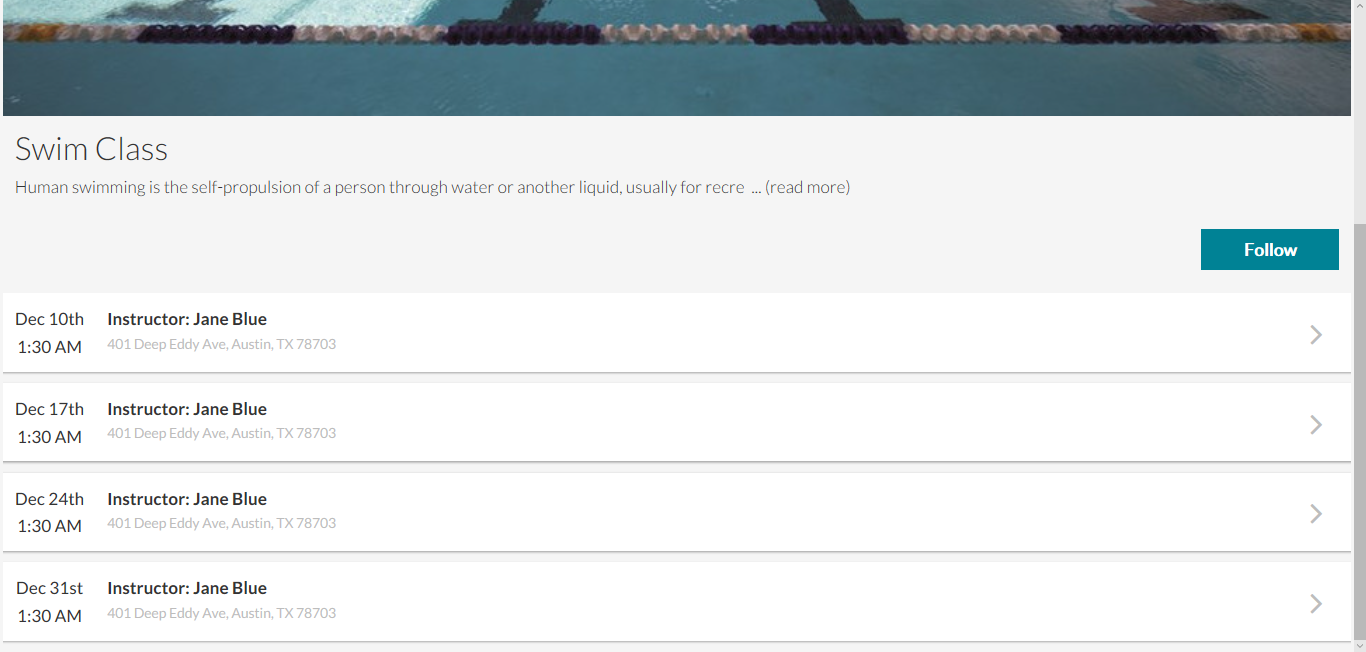 Swim Class
Human swimming is the self-propulsion of a person through water or another liquid, usually for recre ... (read more)
Follow
Dec 10th
1:30 AM
Instructor: Jane Blue
401 Deep Eddy Ave, Austin, TX 78703
Dec 17th
1:30 AM
Instructor: Jane Blue
401 Deep Eddy Ave, Austin, TX 78703
Dec 24th
1:30 AM
Instructor: Jane Blue
401 Deep Eddy Ave, Austin, TX 78703
Dec 31st
1:30 AM
Instructor: Jane Blue
401 Deep Eddy Ave, Austin, TX 78703